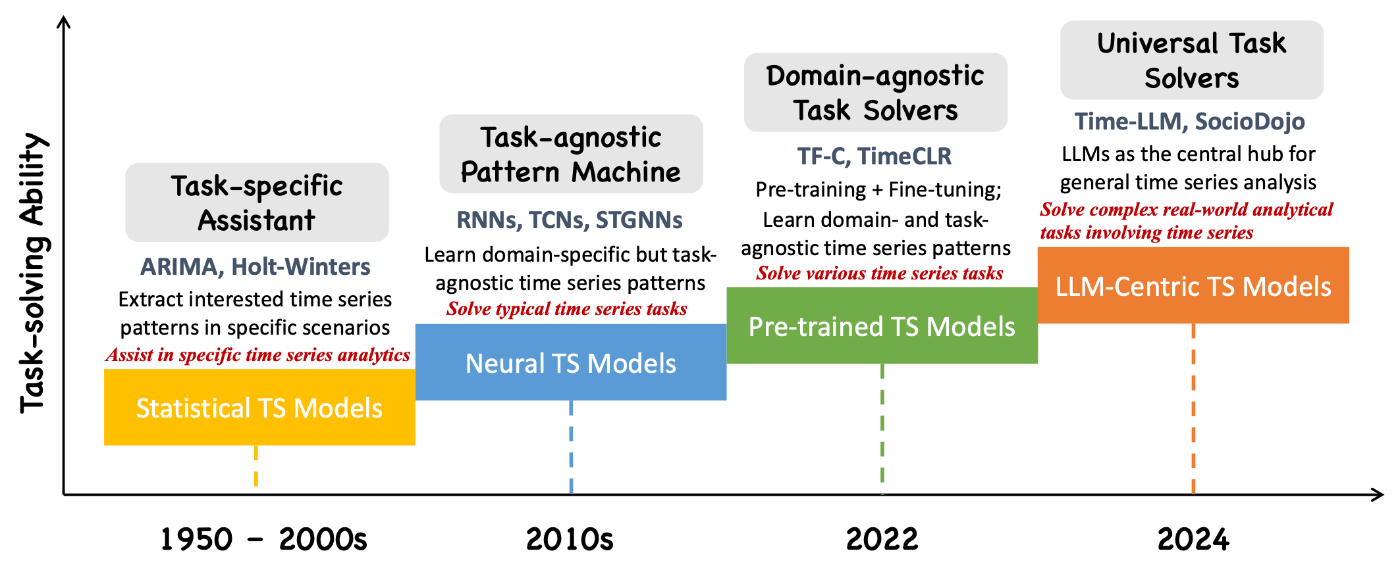 Task-solving Ability
Task-specific
Assistant
ARIMA, Holt-Winters
Extract interested time series
patterns in specific scenarios
Assist in specific time series analytics
Statistical TS Models
1950 – 2000s
Task-agnostic
Pattern Machine
RNNs, TCNs, STGNNs
Learn domain-specific but task-
agnostic time series patterns
Solve typical time series tasks
Neural TS Models
2010s
Domain-agnostic
Task Solvers
TF-C, TimeCLR
Pre-training + Fine-tuning;
Learn domain- and task-
agnostic time series patterns
Solve various time series tasks
Pre-trained TS Models
2022
Universal Task
Solvers
Time-LLM, SocioDojo
LLMs as the central hub for
general time series analysis
Solve complex real-world analytical
tasks involving time series
LLM-Centric TS Models
2024